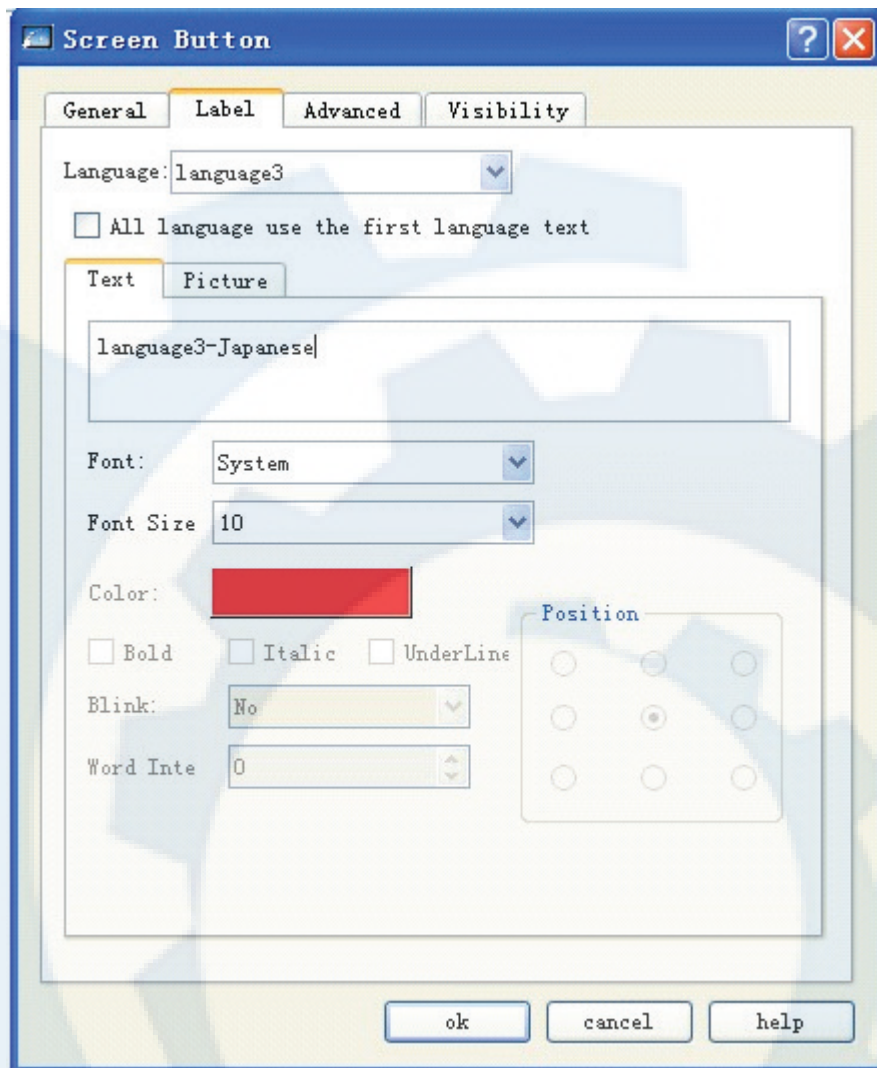 Screen Button
General Label Advanced Visibility
Language: language3
All language use the first language text
Text Picture
language3-Japanese
Font: System
Font Size 10
Color:
Position
Bold Italic UnderLine
Blink: No
Word Inte 0
ok cancel help